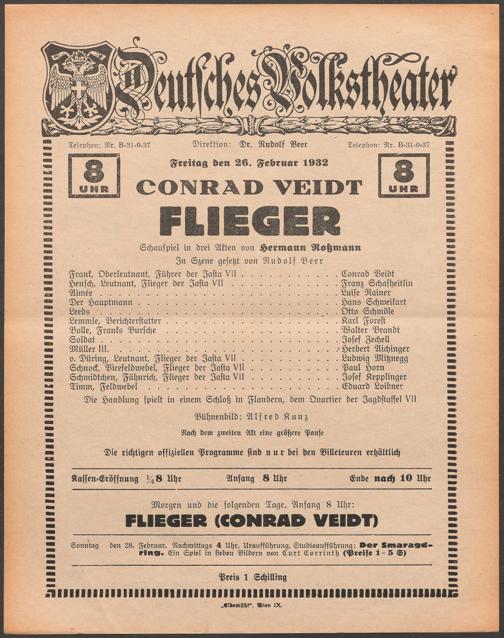 Deutsches Volkstheater
Telephon: Nr. B-31-0-37 Direktion: Dr. Rudolf Beer Telephon: Nr. B-31-0-37
8 UHR Freitag den 26. Februar 1932 8 UHR
CONRAD VEIDT
FLIEGER
Schauspiel in drei Akten von Hermann Roßmann
In Szene gesetzt von Rudolf Beer
Frank, Oberleutnant, Führer der Jasta VII . . . Conrad Veidt
Hensch, Leutnant, Flieger der Jasta VII . . . Franz Schafheitlin
Aimée . . . Luise Rainer
Der Hauptmann . . . Hans Schweikart
Leeds . . . Otto Schmöle
Lemmle, Berichterstatter . . . Karl Forest
Bolle, Franks Bursche . . . Walter Brandt
Soldat . . . Josef Zechell
Müller III. . . . Herbert Aichinger
v. Düring, Leutnant, Flieger der Jasta VII . . . Ludwig Mitznegg
Schnock, Vizefeldwebel, Flieger der Jasta VII . . . Paul Horn
Schmidtchen, Fähnrich, Flieger der Jasta VII . . . Josef Kepplinger
Timm, Feldwebel . . . Eduard Loibner
Die Handlung spielt in einem Schloß in Flandern, dem Quartier der Jagdstaffel VII
Bühnenbild: Alfred Kunz
Nach dem zweiten Akt eine größere Pause
Die richtigen offiziellen Programme sind nur bei den Billeteuren erhältlich
Kassen-Eröffnung ¼8 Uhr Anfang 8 Uhr Ende nach 10 Uhr
Morgen und die folgenden Tage, Anfang 8 Uhr:
FLIEGER (CONRAD VEIDT)
Sonntag den 28. Februar. Nachmittags 4 Uhr. Uraufführung. Studioaufführung: Der Smaragd-
ring. Ein Spiel in sieben Bildern von Curt Corrinth (Preise 1-5 S)
Preis 1 Schilling
„Elbemühl", Wien IX.